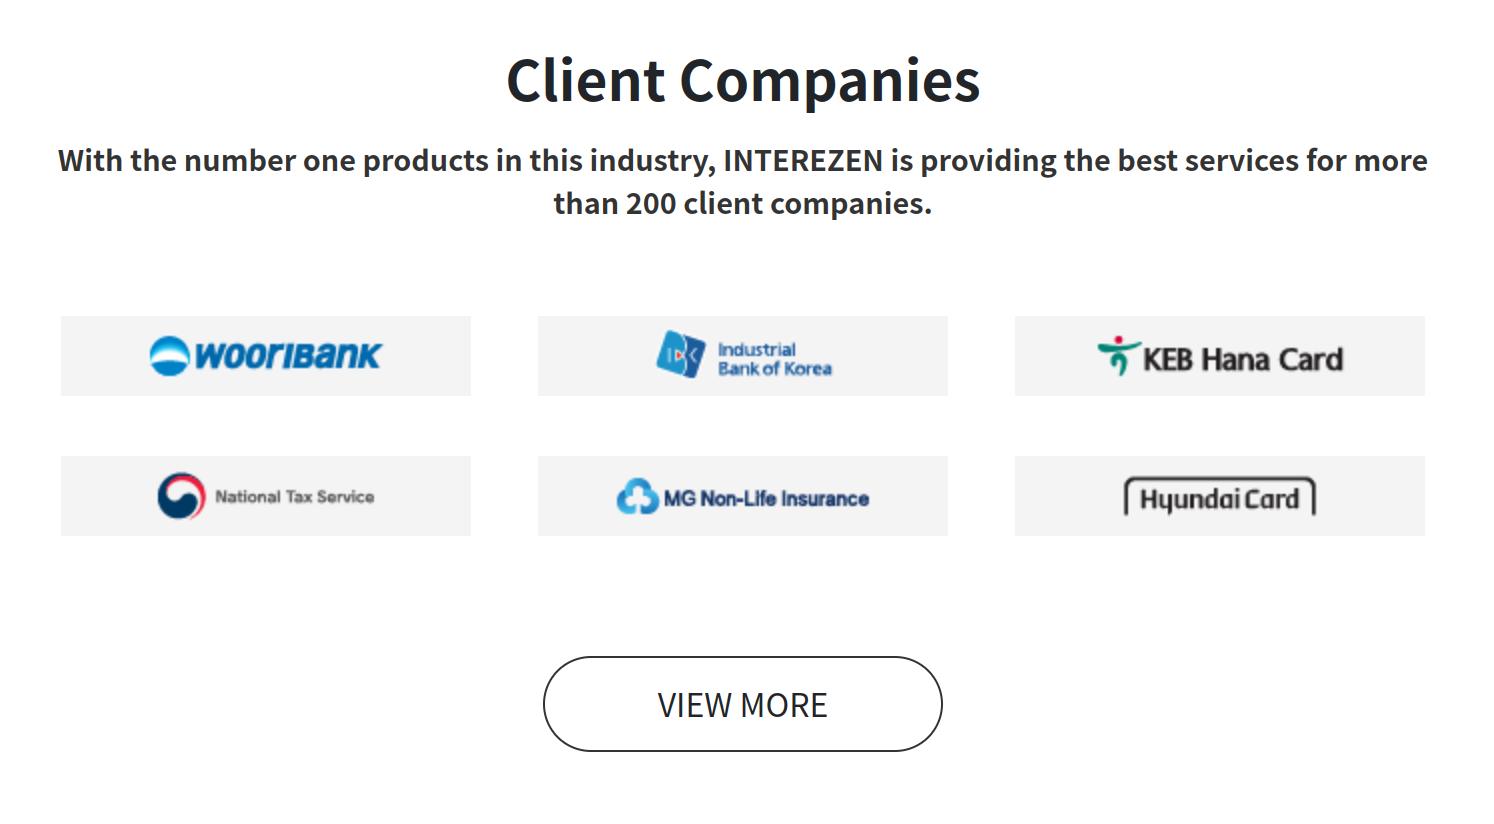 Client Companies
With the number one products in this industry, INTEREZEN is providing the best services for more
than 200 client companies.
WOORIBANK
IBK Industrial
Bank of Korea
KEB Hana Card
National Tax Service
MG Non-Life Insurance
Hyundai Card
VIEW MORE